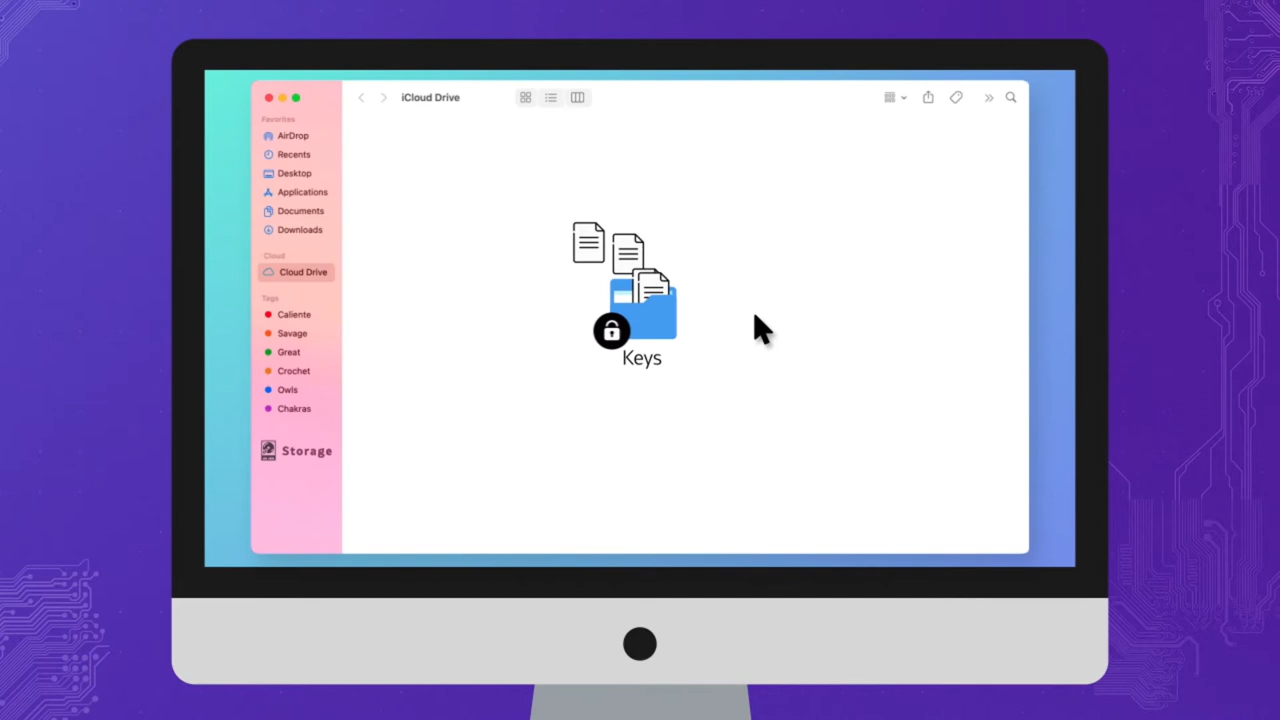 iCloud Drive
Favorites
AirDrop
Recents
Desktop
Applications
Documents
Downloads
Cloud
Cloud Drive
Tags
Caliente
Savage
Great
Crochet
Owls
Chakras
Storage
Keys